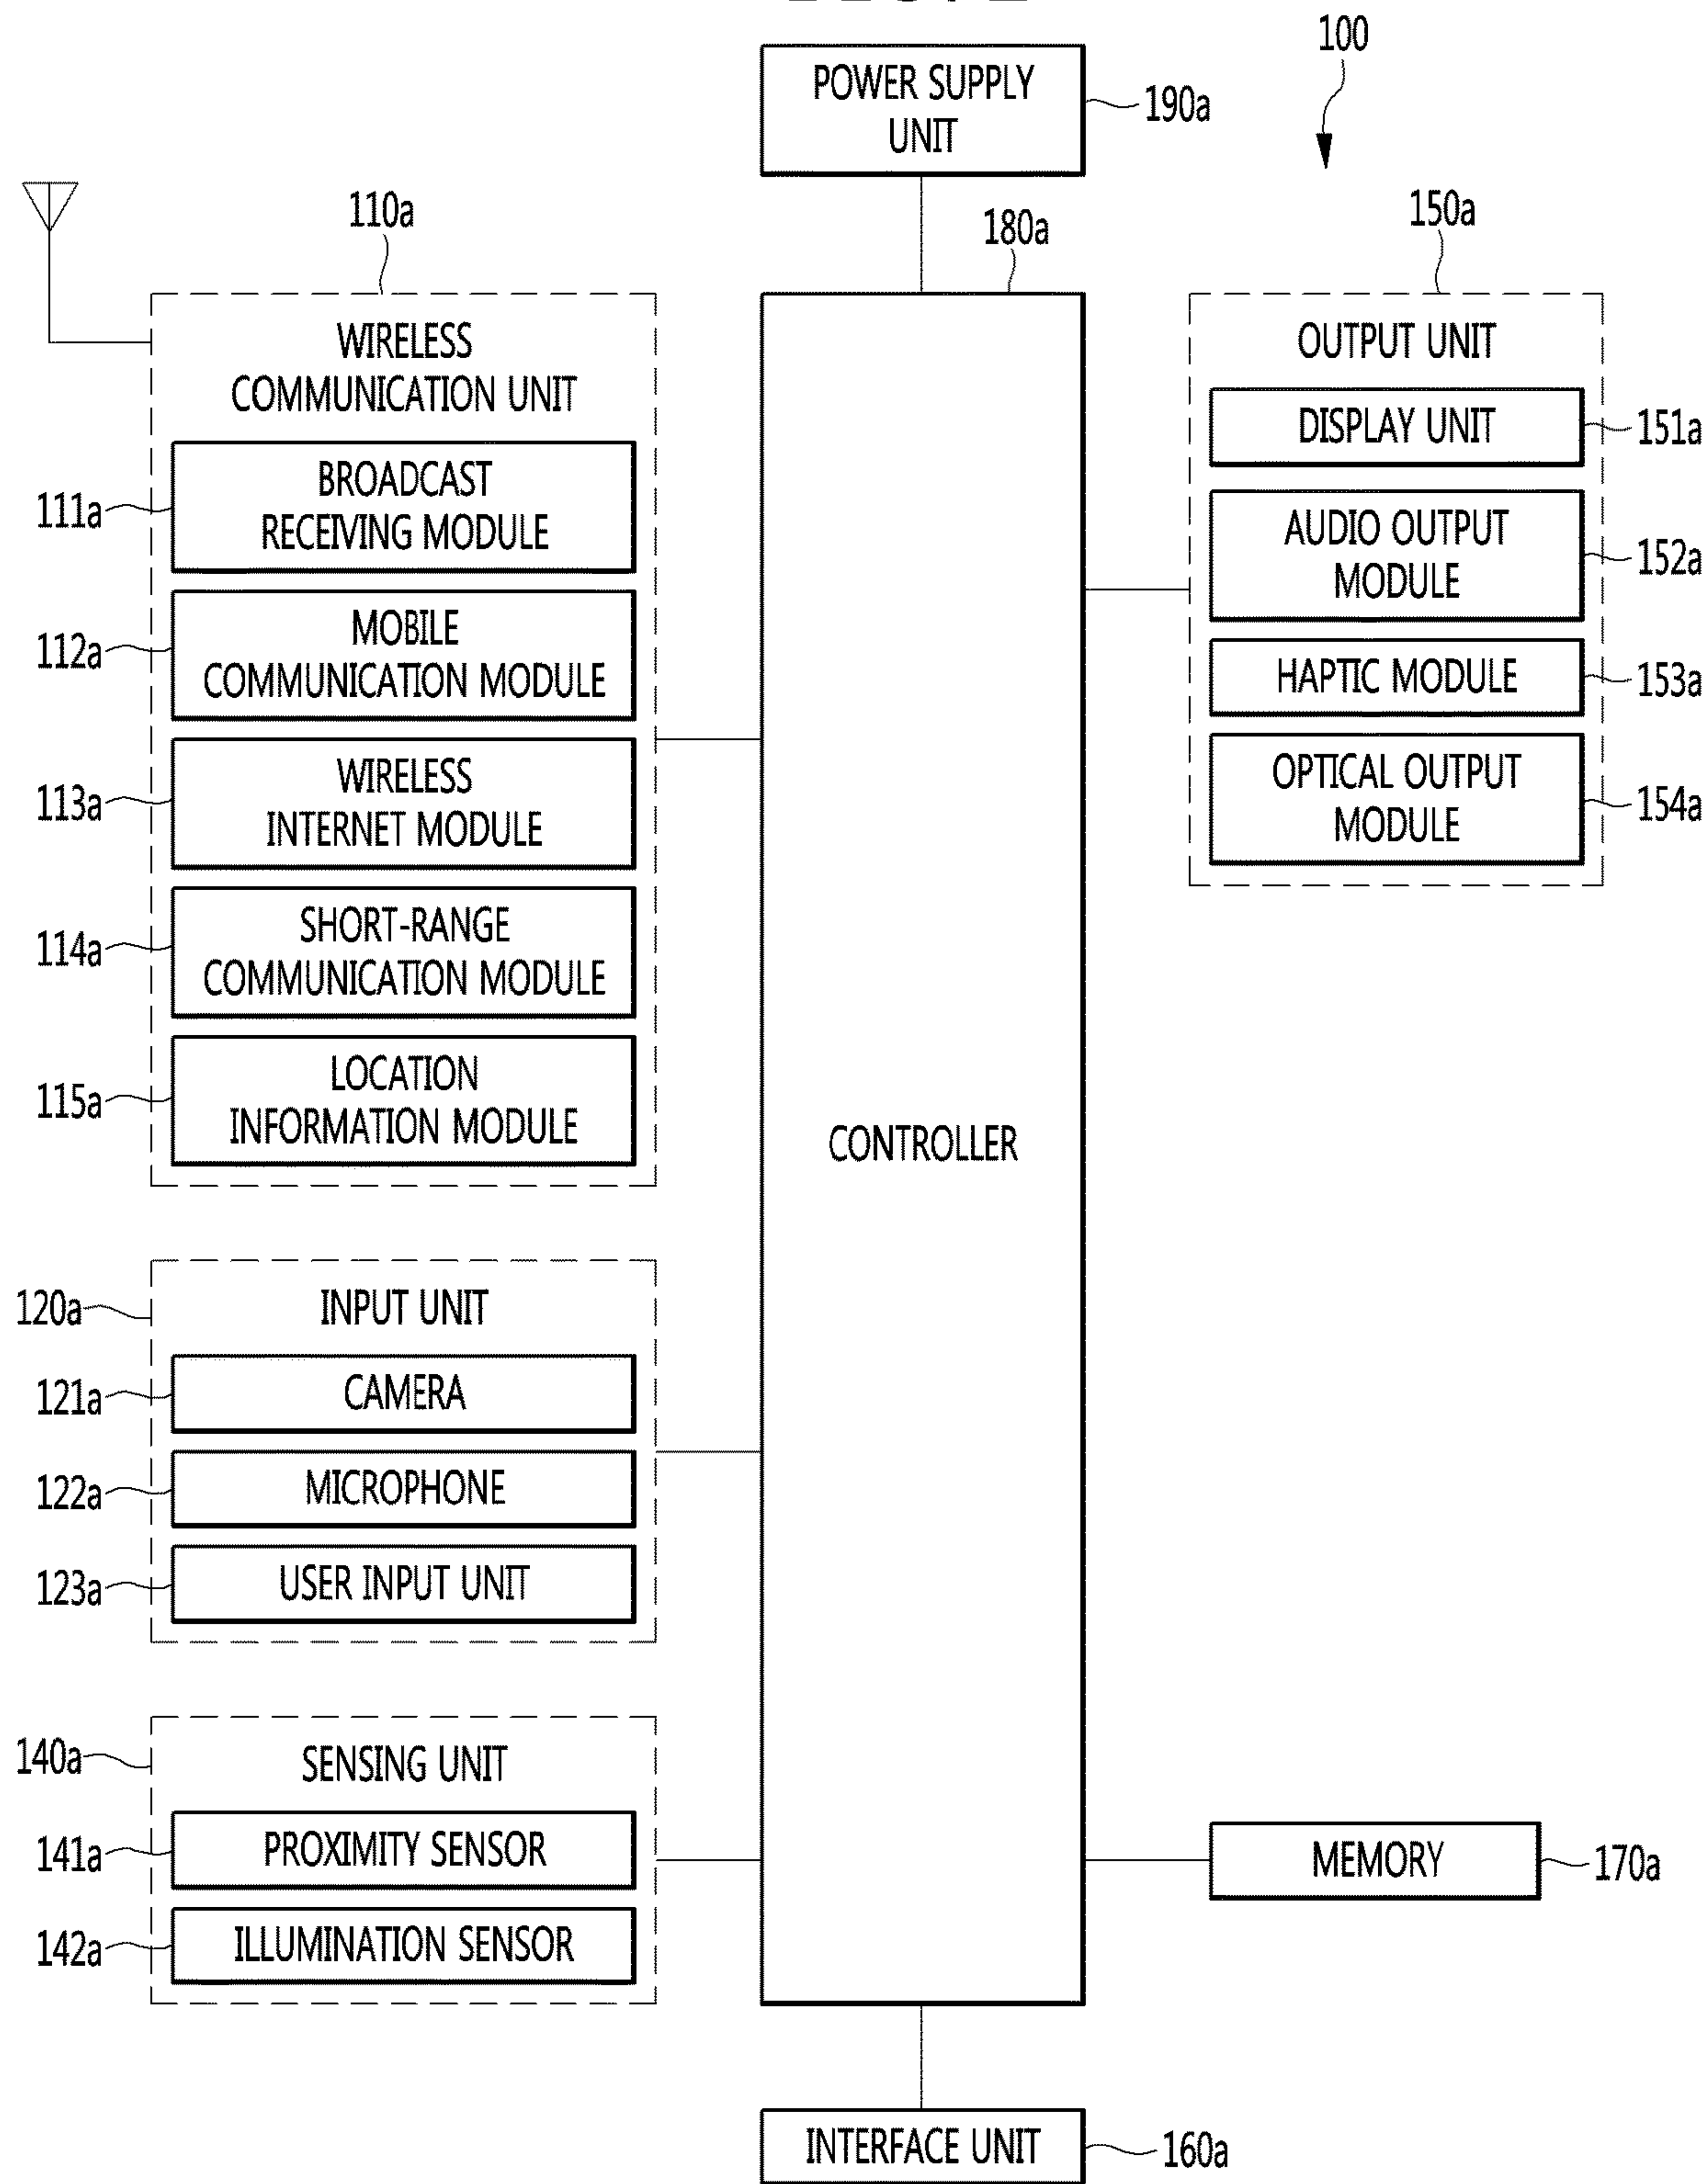 100
POWER SUPPLY
UNIT
190a
110a
180a
150a
WIRELESS
COMMUNICATION UNIT
111a
BROADCAST
RECEIVING MODULE
112a
MOBILE
COMMUNICATION MODULE
113a
WIRELESS
INTERNET MODULE
114a
SHORT-RANGE
COMMUNICATION MODULE
115a
LOCATION
INFORMATION MODULE
OUTPUT UNIT
DISPLAY UNIT
151a
AUDIO OUTPUT
MODULE
152a
HAPTIC MODULE
153a
OPTICAL OUTPUT
MODULE
154a
CONTROLLER
120a
INPUT UNIT
121a
CAMERA
122a
MICROPHONE
123a
USER INPUT UNIT
140a
SENSING UNIT
141a
PROXIMITY SENSOR
142a
ILLUMINATION SENSOR
MEMORY
170a
INTERFACE UNIT
160a